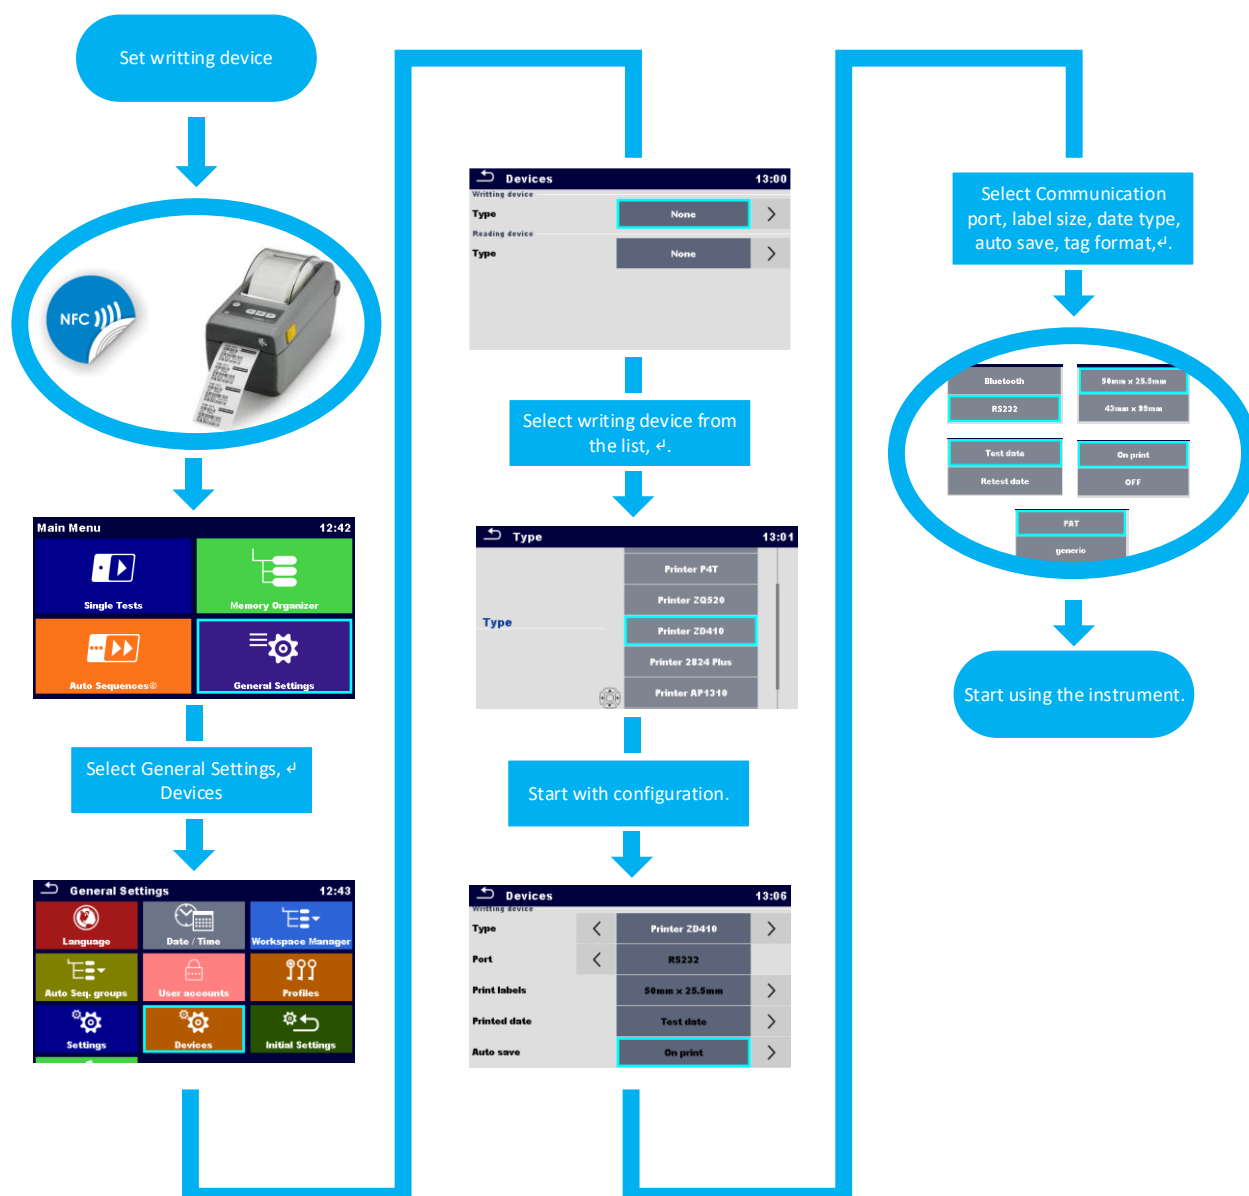 Set writting device
NFC
Main Menu 12:42
Single Tests
Memory Organizer
Auto Sequences®
General Settings
Select General Settings, ↵
Devices
General Settings 12:43
Language
Date / Time
Workspace Manager
Auto Seq. groups
User accounts
Profiles
Settings
Devices
Initial Settings
Devices 13:00
Writting device
Type None
Reading device
Type None
Select writing device from
the list, ↵.
Type 13:01
Printer P4T
Printer ZQ520
Type
Printer ZD410
Printer 2824 Plus
Printer AP1310
Start with configuration.
Devices 13:06
Writting device
Type Printer ZD410
Port RS232
Print labels 50mm x 25.5mm
Printed date Test date
Auto save On print
Select Communication
port, label size, date type,
auto save, tag format,↵.
Bluetooth
RS232
50mm x 25.5mm
43mm x 99mm
Test date
Retest date
On print
OFF
PAT
generic
Start using the instrument.